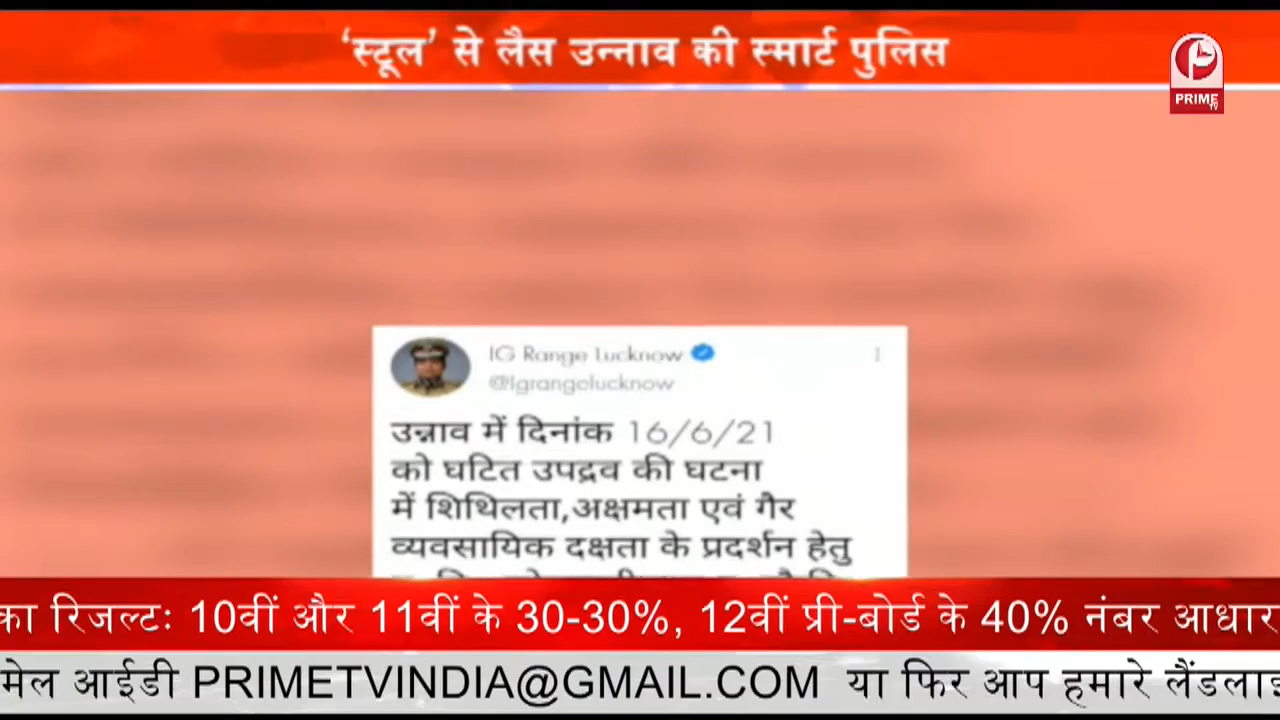 ‘स्टूल’ से लैस उन्नाव की स्मार्ट पुलिस
PRIME
TV
IG Range Lucknow
@Igrangelucknow
उन्नाव में दिनांक 16/6/21
को घटित उपद्रव की घटना
में शिथिलता,अक्षमता एवं गैर
व्यवसायिक दक्षता के प्रदर्शन हेतु
का रिजल्टः 10वीं और 11वीं के 30-30%, 12वीं प्री-बोर्ड के 40% नंबर आधार
मेल आईडी PRIMETVINDIA@GMAIL.COM या फिर आप हमारे लैंडलाइ